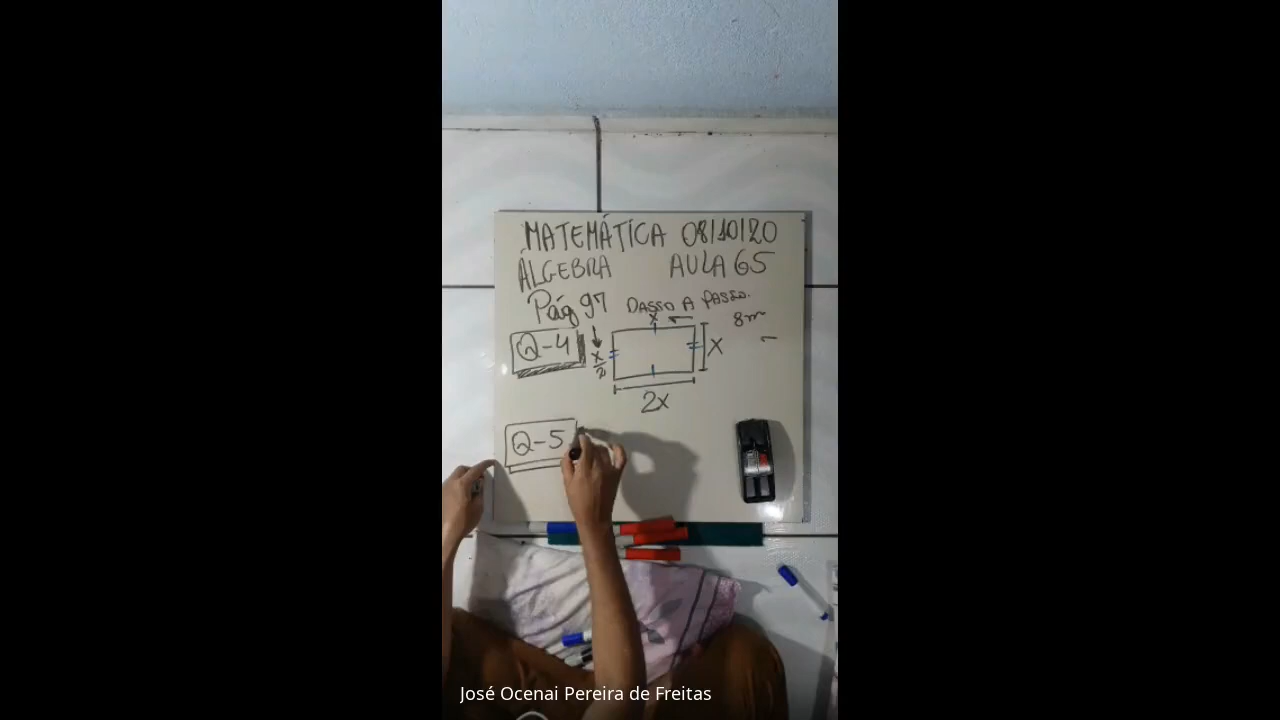 MATEMÁTICA 08/10/20
ÁLGEBRA AULA 65
Pág 97 PASSO A PASSO.
x 8m
Q-4 x/2 x
2x
Q-5
José Ocenai Pereira de Freitas